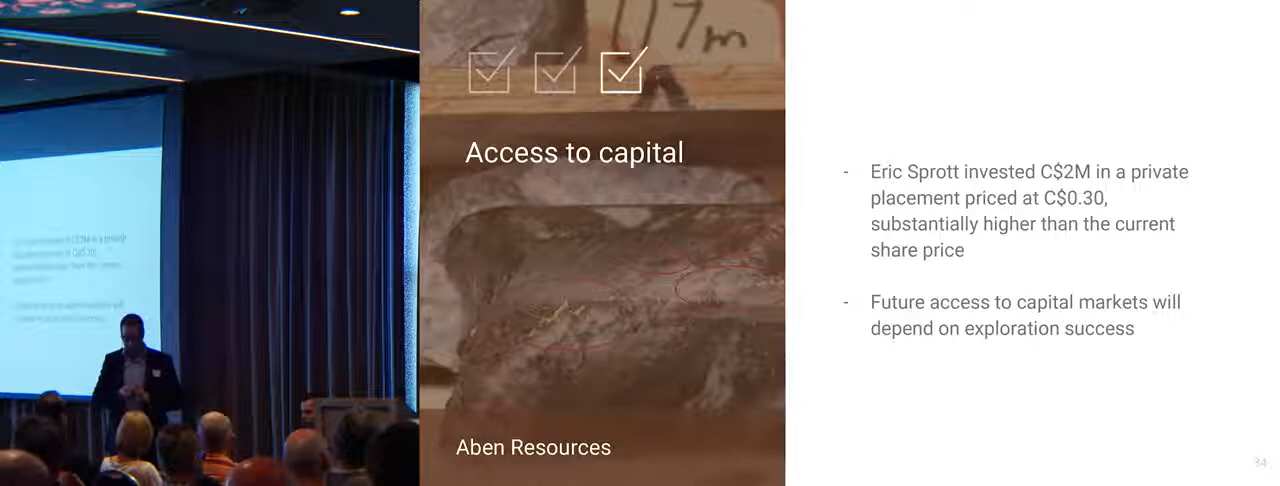 17m
Access to capital
Aben Resources
- Eric Sprott invested C$2M in a private
placement priced at C$0.30,
substantially higher than the current
share price
- Future access to capital markets will
depend on exploration success
34